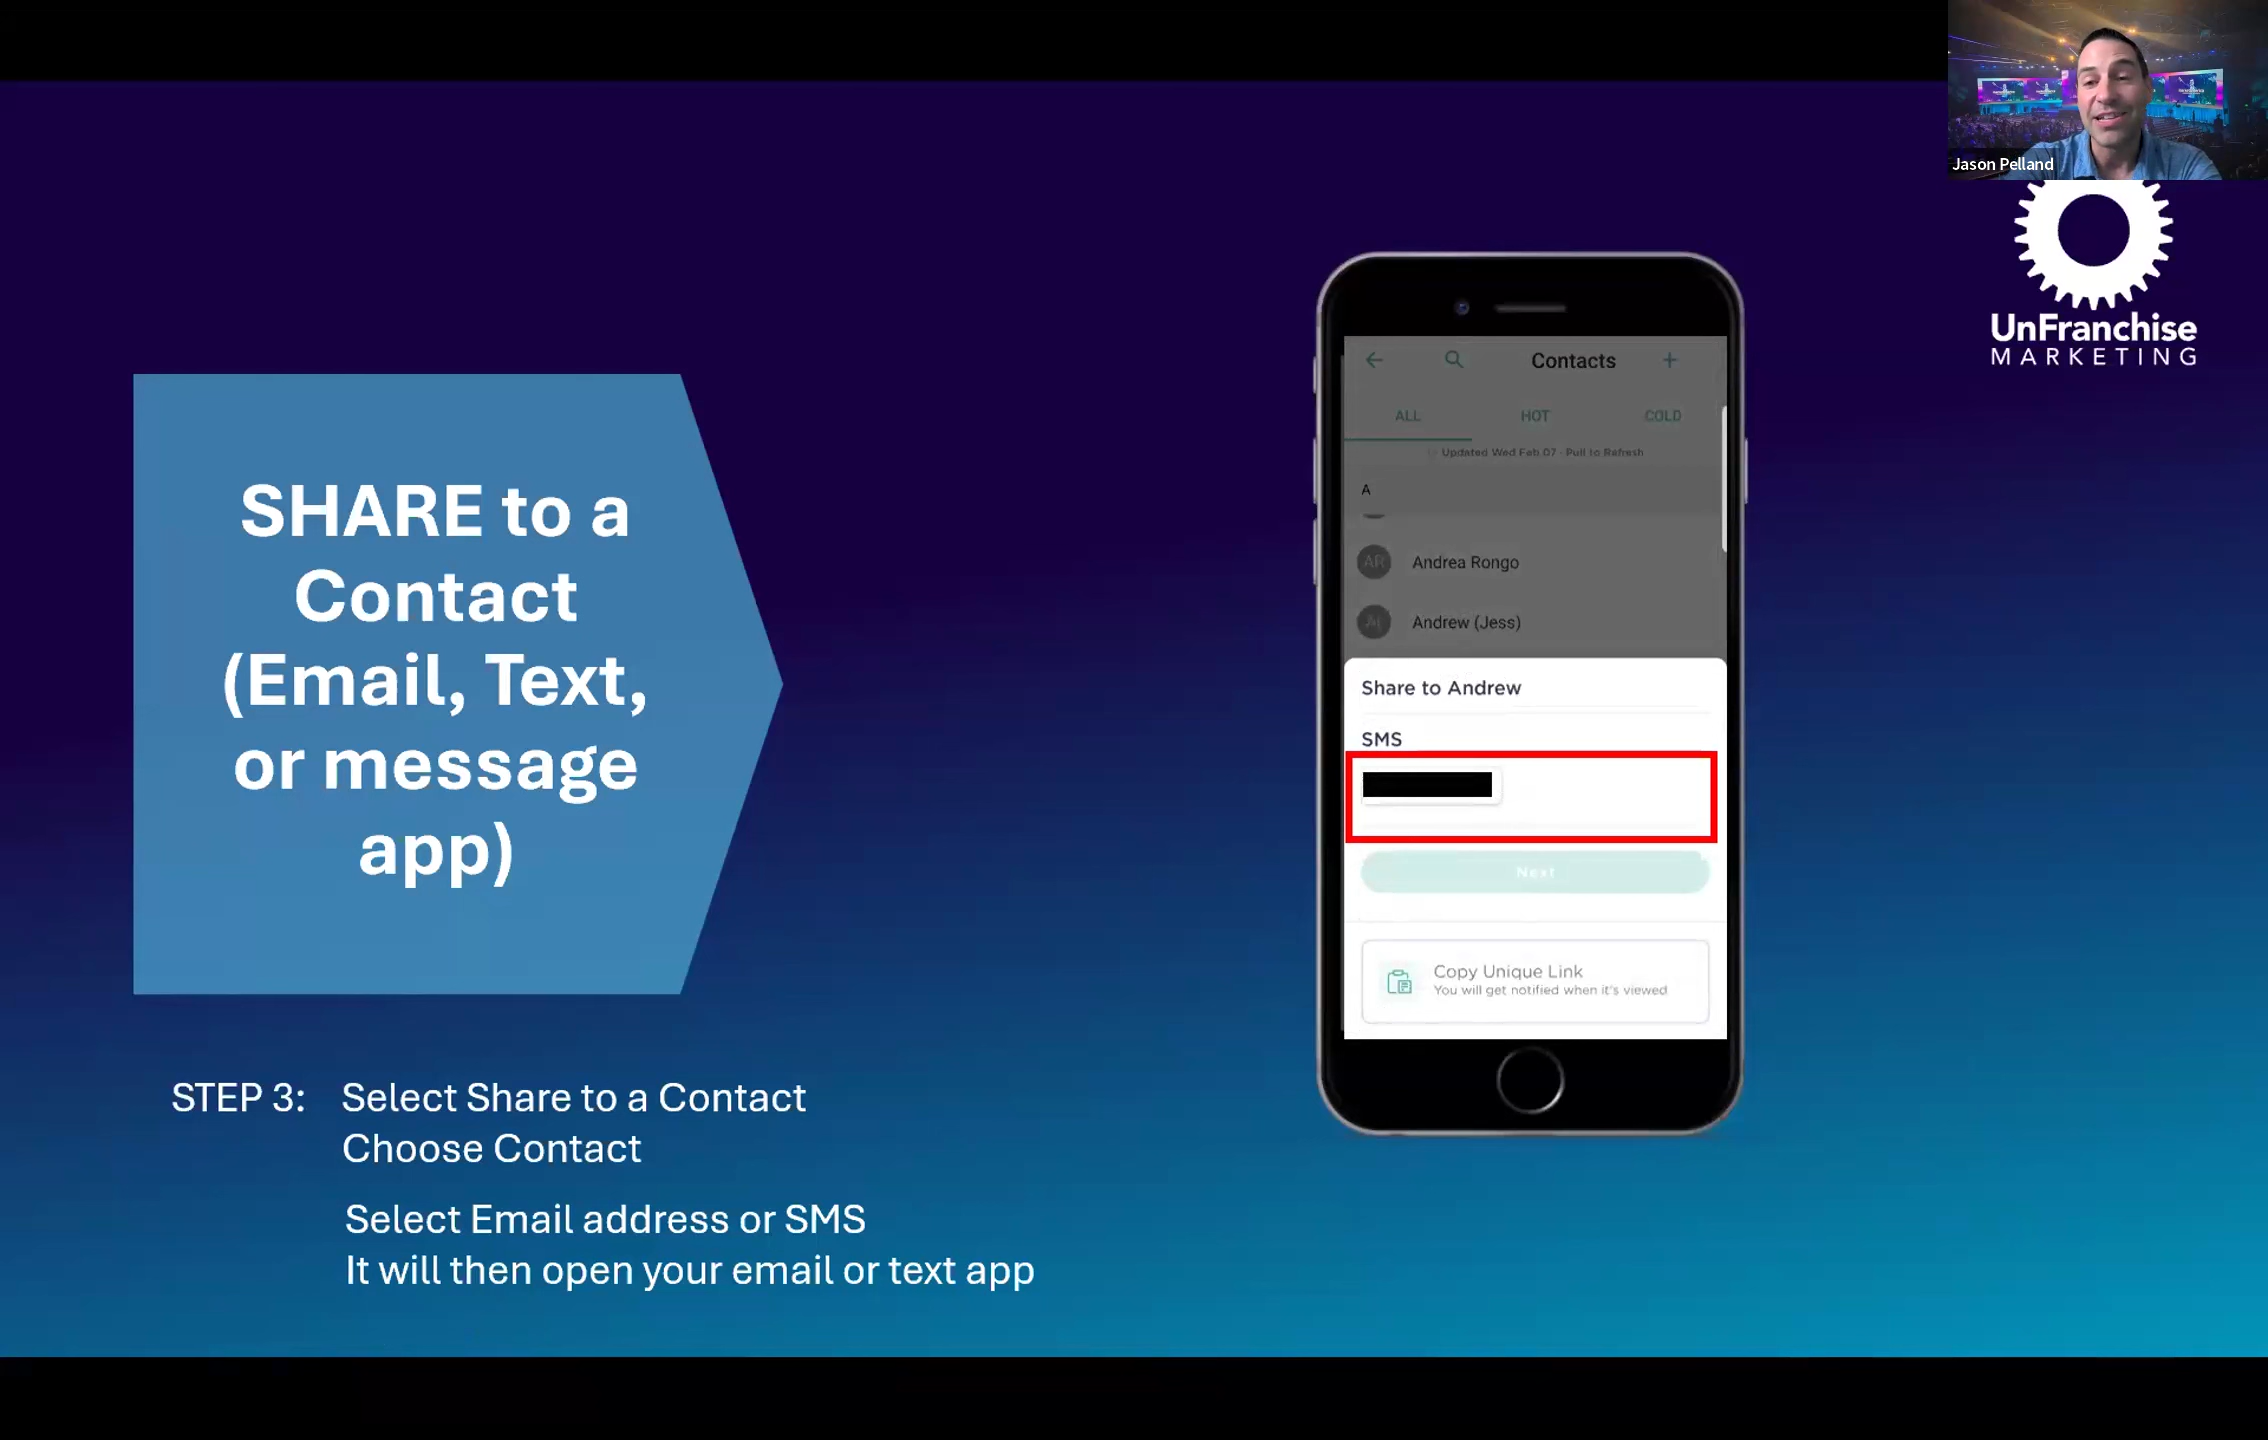 Jason Pelland
UnFranchise
MARKETING
SHARE to a
Contact
(Email, Text,
or message
app)
STEP 3: Select Share to a Contact
Choose Contact
Select Email address or SMS
It will then open your email or text app
Contacts
ALL HOT COLD
Updated Wed Feb 07 - Pull to Refresh
A
AR Andrea Rongo
Andrew (Jess)
Share to Andrew
SMS
Next
Copy Unique Link
You will get notified when it's viewed